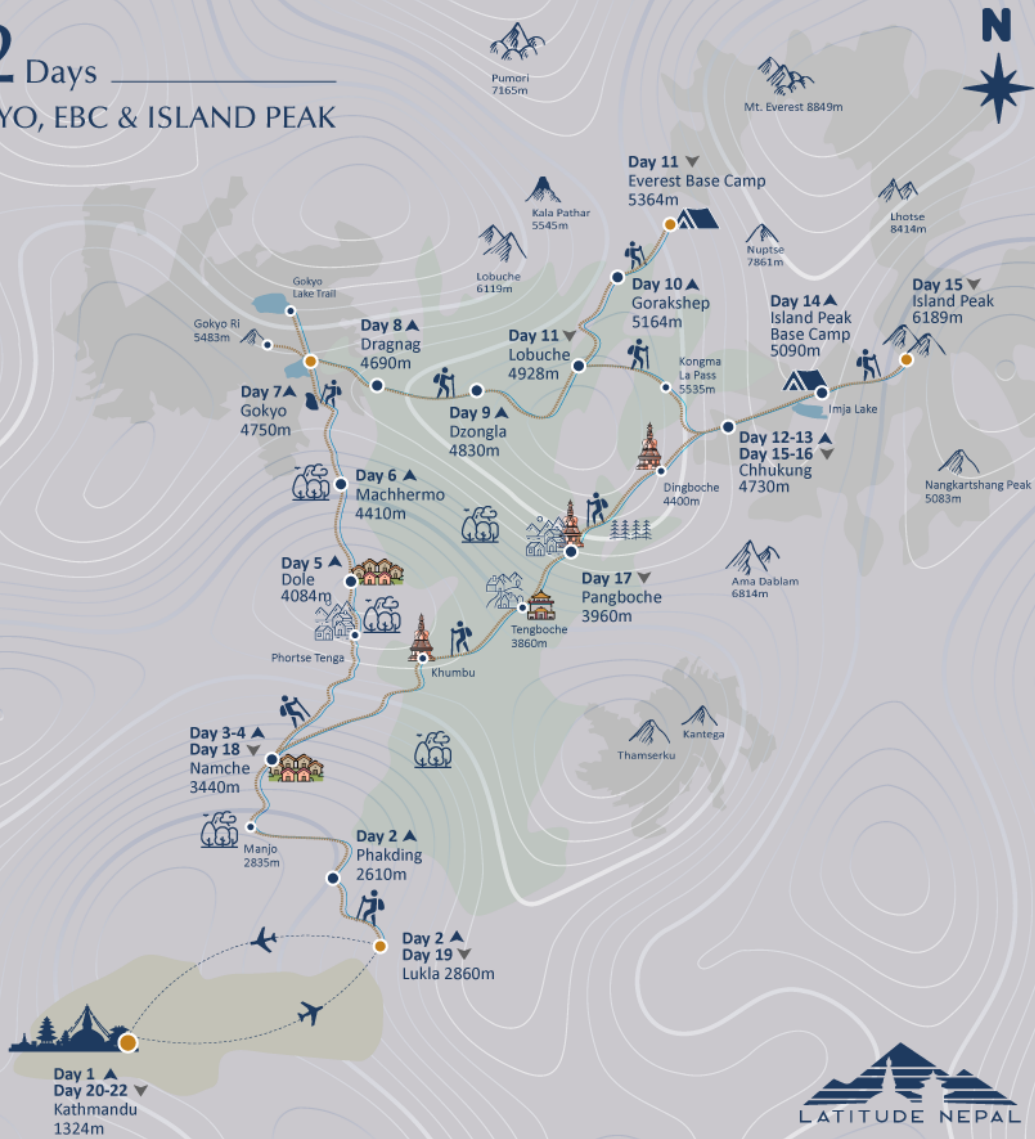 2 Days
YO, EBC & ISLAND PEAK
N
Pumori
7165m
Mt. Everest 8849m
Day 11
Everest Base Camp
5364m
Kala Pathar
5545m
Lhotse
8414m
Nuptse
7861m
Lobuche
6119m
Day 10
Gorakshep
5164m
Day 15
Island Peak
6189m
Day 14
Island Peak
Base Camp
5090m
Gokyo
Lake Trail
Gokyo Ri
5483m
Day 8
Dragnag
4690m
Day 11
Lobuche
4928m
Kongma
La Pass
5535m
Day 7
Gokyo
4750m
Day 9
Dzongla
4830m
Imja Lake
Day 12-13
Day 15-16
Chhukung
4730m
Day 6
Machhermo
4410m
Dingboche
4400m
Nangkartshang Peak
5083m
Day 5
Dole
4084m
Day 17
Pangboche
3960m
Ama Dablam
6814m
Tengboche
3860m
Phortse Tenga
Khumbu
Day 3-4
Day 18
Namche
3440m
Kantega
Thamserku
Manjo
2835m
Day 2
Phakding
2610m
Day 2
Day 19
Lukla 2860m
Day 1
Day 20-22
Kathmandu
1324m
LATITUDE NEPAL